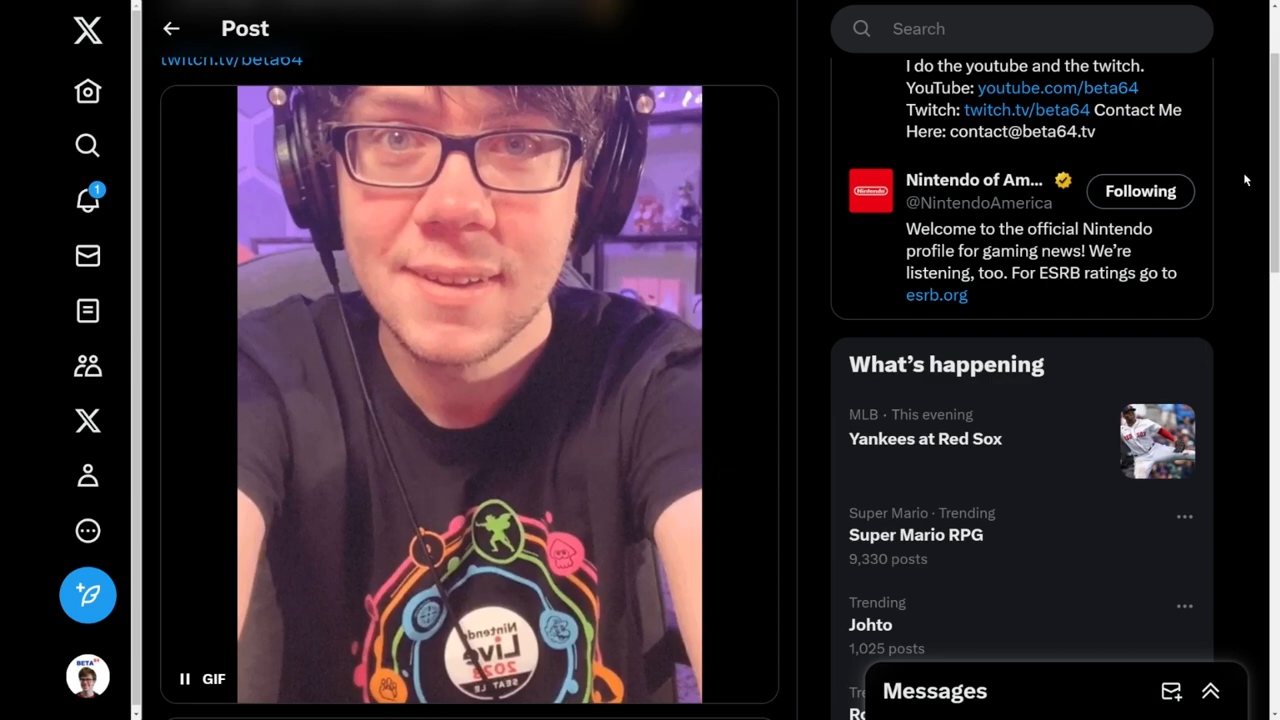 Post
twitch.tv/beta64
Nintendo
Live
2023
GIF
BETA
1
Search
I do the youtube and the twitch.
YouTube: youtube.com/beta64
Twitch: twitch.tv/beta64 Contact Me
Here: contact@beta64.tv
Nintendo
Nintendo of Am...
@NintendoAmerica
Following
Welcome to the official Nintendo
profile for gaming news! We’re
listening, too. For ESRB ratings go to
esrb.org
What’s happening
MLB · This evening
Yankees at Red Sox
Super Mario · Trending
Super Mario RPG
9,330 posts
Trending
Johto
1,025 posts
Messages